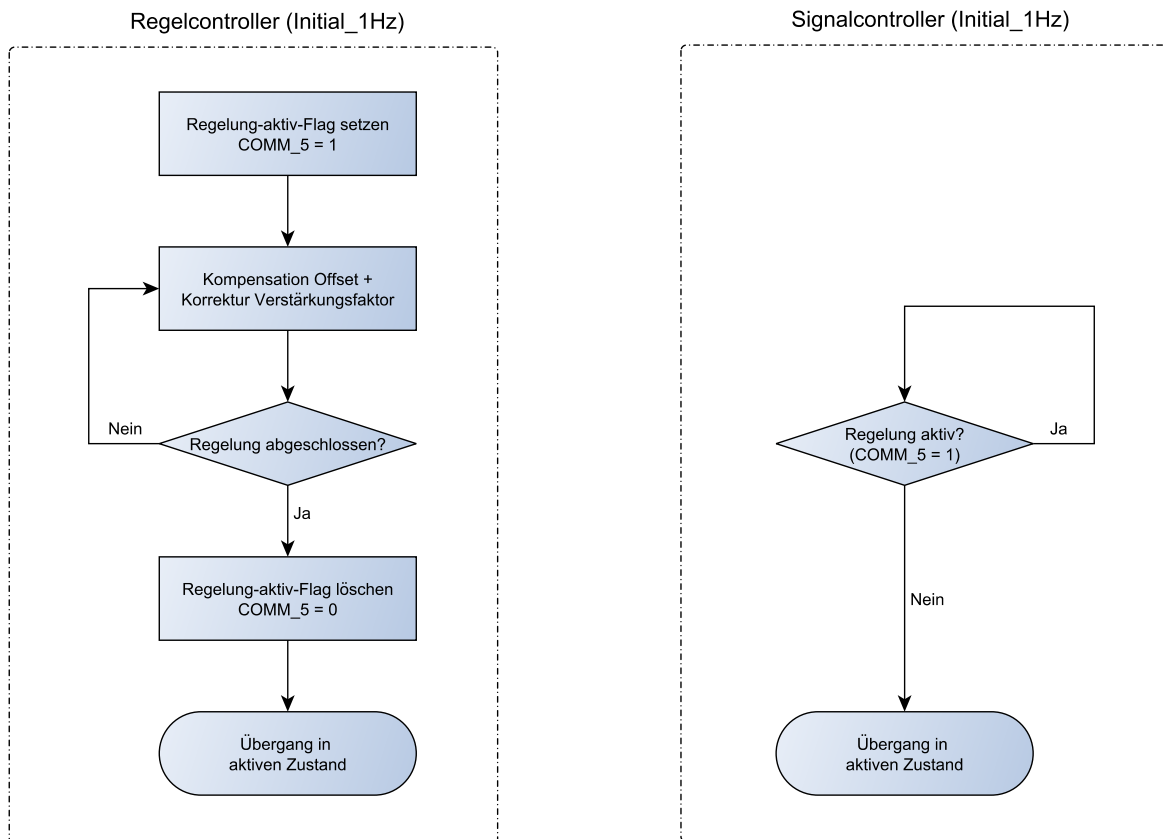 Regelcontroller (Initial_1Hz)
Regelung-aktiv-Flag setzen
COMM_5 = 1
Kompensation Offset +
Korrektur Verstärkungsfaktor
Nein
Regelung abgeschlossen?
Ja
Regelung-aktiv-Flag löschen
COMM_5 = 0
Übergang in
aktiven Zustand
Signalcontroller (Initial_1Hz)
Regelung aktiv?
(COMM_5 = 1)
Ja
Nein
Übergang in
aktiven Zustand